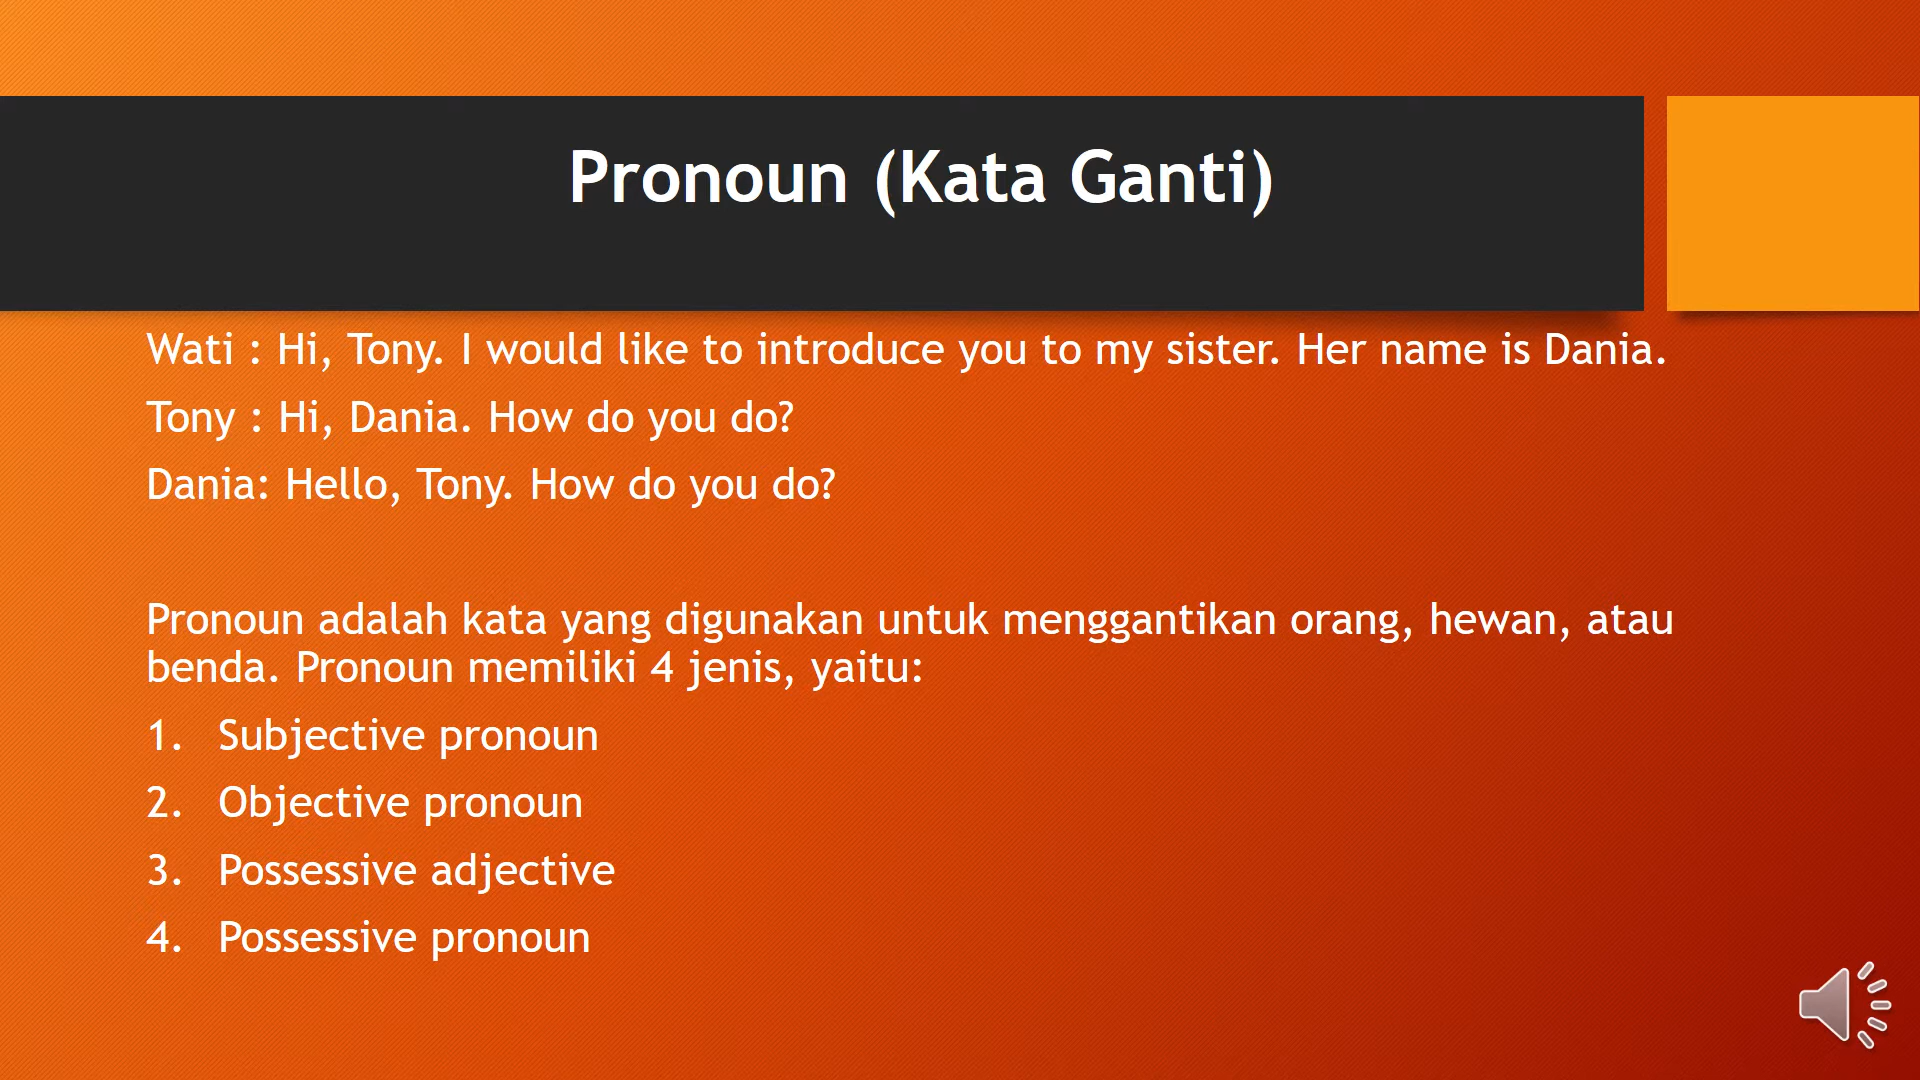 Pronoun (Kata Ganti)
Wati : Hi, Tony. I would like to introduce you to my sister. Her name is Dania.
Tony : Hi, Dania. How do you do?
Dania: Hello, Tony. How do you do?
Pronoun adalah kata yang digunakan untuk menggantikan orang, hewan, atau
benda. Pronoun memiliki 4 jenis, yaitu:
1. Subjective pronoun
2. Objective pronoun
3. Possessive adjective
4. Possessive pronoun